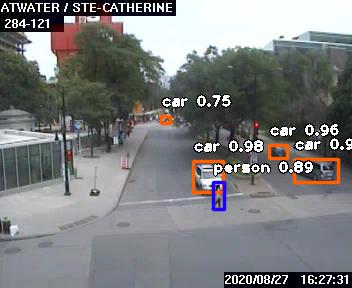 ATWATER / STE-CATHERINE
284-121
car 0.75
car 0.96
car 0.98
car 0.9
person 0.89
2020/08/27 16:27:31